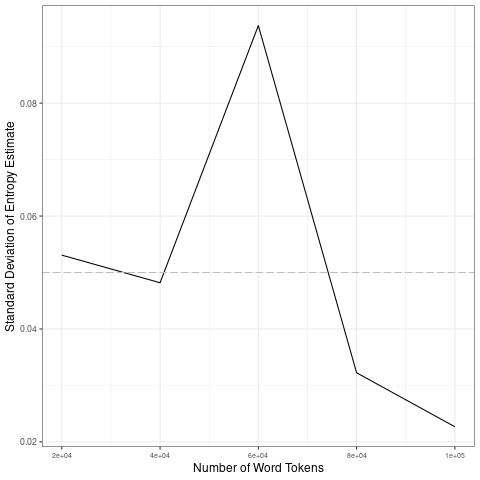 Standard Deviation of Entropy Estimate
0.08
0.06
0.04
0.02
2e+04 4e+04 6e+04 8e+04 1e+05
Number of Word Tokens